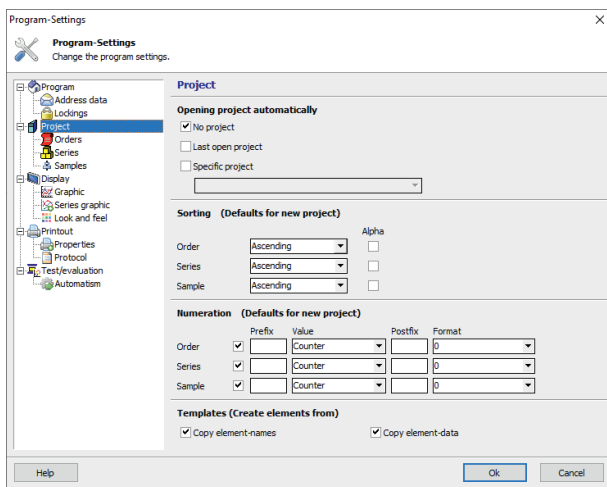 Program-Settings
Program-Settings
Change the program settings.
Program
Address data
Lockings
Project
Orders
Series
Samples
Display
Graphic
Series graphic
Look and feel
Printout
Properties
Protocol
Test/evaluation
Automatism
Project
Opening project automatically
No project
Last open project
Specific project
Sorting (Defaults for new project)
Alpha
Order Ascending
Series Ascending
Sample Ascending
Numeration (Defaults for new project)
Prefix Value Postfix Format
Order Counter 0
Series Counter 0
Sample Counter 0
Templates (Create elements from)
Copy element-names Copy element-data
Help Ok Cancel